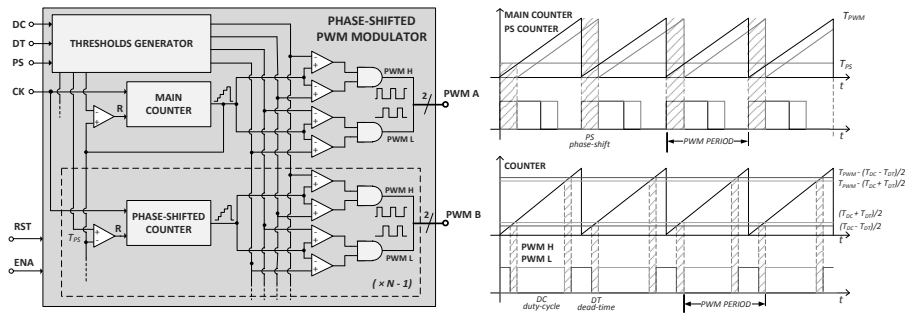 DC
DT
PS
CK
RST
ENA
THRESHOLDS GENERATOR
PHASE-SHIFTED
PWM MODULATOR
MAIN
COUNTER
R
PWM H
PWM L
2
PWM A
PHASE-SHIFTED
COUNTER
T_PS
R
PWM H
PWM L
2
PWM B
( × N - 1)
MAIN COUNTER
PS COUNTER
T_PWM
T_PS
t
t
PS
phase-shift
PWM PERIOD
COUNTER
T_PWM - (T_DC - T_DT)/2
T_PWM - (T_DC + T_DT)/2
(T_DC + T_DT)/2
(T_DC - T_DT)/2
t
PWM H
PWM L
t
DC
duty-cycle
DT
dead-time
PWM PERIOD